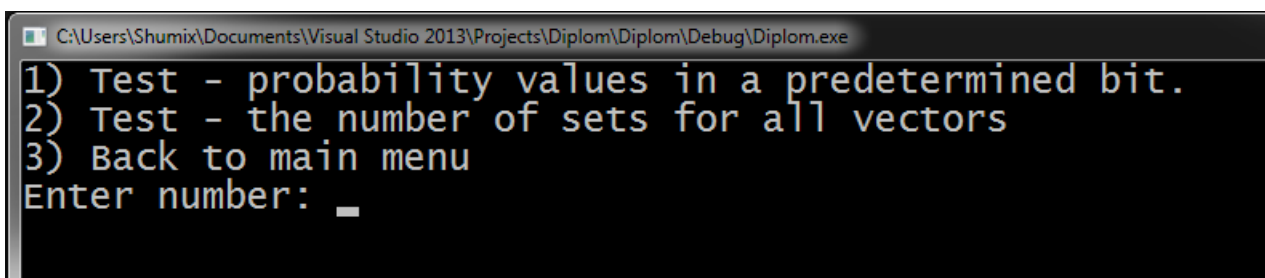 C:\Users\Shumix\Documents\Visual Studio 2013\Projects\Diplom\Diplom\Debug\Diplom.exe
1) Test - probability values in a predetermined bit.
2) Test - the number of sets for all vectors
3) Back to main menu
Enter number: _